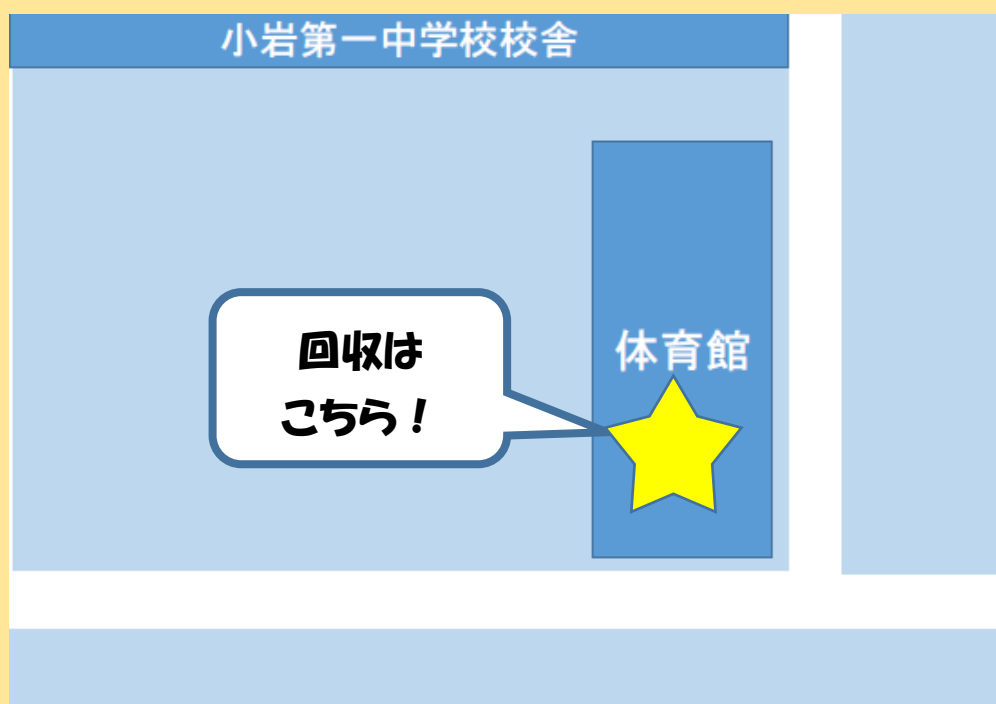 小岩第一中学校校舎
回収は
こちら！
体育館